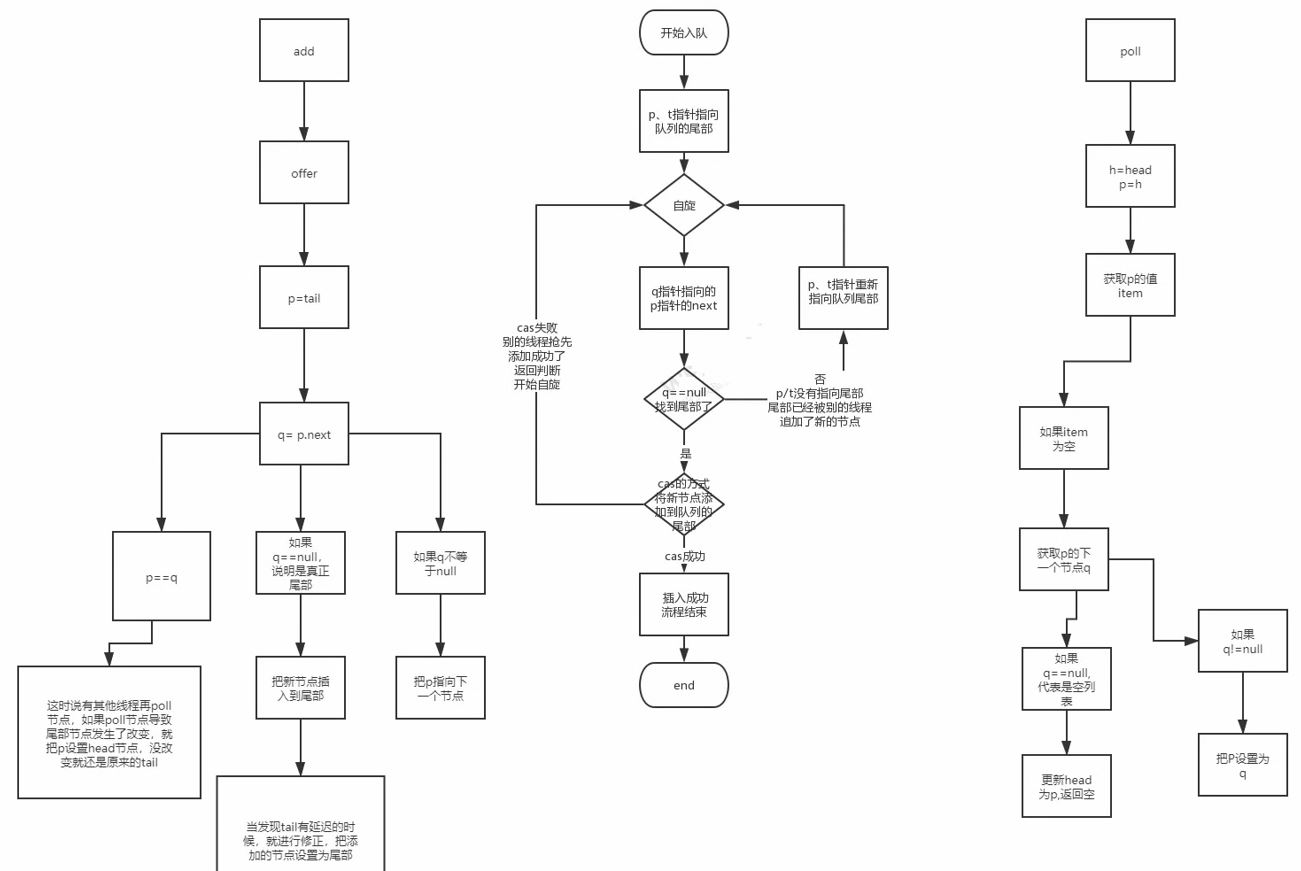 add
offer
p=tail
q= p.next
p==q
如果
q==null，
说明是真正
尾部
如果q不等
于null
这时说有其他线程再poll
节点，如果poll节点导致
尾部节点发生了改变，就
把p设置head节点，没改
变就还是原来的tail
把新节点插
入到尾部
把p指向下
一个节点
当发现tail有延迟的时
候，就进行修正，把添
加的节点设置为尾部
开始入队
p、t指针指向
队列的尾部
自旋
q指针指向的
p指针的next
p、t指针重新
指向队列尾部
cas失败
别的线程抢先
添加成功了
返回判断
开始自旋
q==null
找到尾部了
否
p/t没有指向尾部
尾部已经被别的线程
追加了新的节点
是
cas的方式
将新节点添
加到队列的
尾部
cas成功
插入成功
流程结束
end
poll
h=head
p=h
获取p的值
item
如果item
为空
获取p的下
一个节点q
如果
q!=null
如果
q==null,
代表是空列
表
把P设置为
q
更新head
为p,返回空